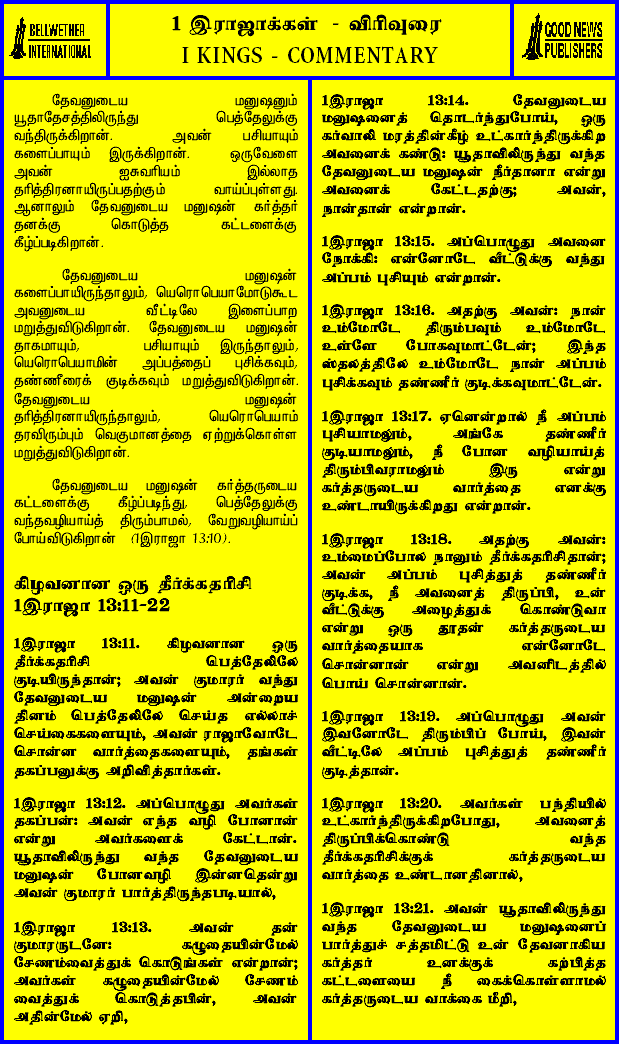 BELLWETHER
INTERNATIONAL
1 இராஜாக்கள் - விரிவுரை
I KINGS - COMMENTARY
GOOD NEWS
PUBLISHERS
தேவனுடைய மனுஷனும்
யூதாதேசத்திலிருந்து பெத்தேலுக்கு
வந்திருக்கிறான். அவன் பசியாயும்
களைப்பாயும் இருக்கிறான். ஒருவேளை
அவன் ஐசுவரியம் இல்லாத
தரித்திரனாயிருப்பதற்கும் வாய்ப்புள்ளது.
ஆனாலும் தேவனுடைய மனுஷன் கர்த்தர்
தனக்கு கொடுத்த கட்டளைக்கு
கீழ்ப்படிகிறான்.
தேவனுடைய மனுஷன்
களைப்பாயிருந்தாலும், யெரொபெயாமோடுகூட
அவனுடைய வீட்டிலே இளைப்பாற
மறுத்துவிடுகிறான். தேவனுடைய மனுஷன்
தாகமாயும், பசியாயும் இருந்தாலும்,
யெரொபெயாமின் அப்பத்தைப் புசிக்கவும்,
தண்ணீரைக் குடிக்கவும் மறுத்துவிடுகிறான்.
தேவனுடைய மனுஷன்
தரித்திரனாயிருந்தாலும், யெரொபெயாம்
தரவிரும்பும் வெகுமானத்தை ஏற்றுக்கொள்ள
மறுத்துவிடுகிறான்.
தேவனுடைய மனுஷன் கர்த்தருடைய
கட்டளைக்கு கீழ்ப்படிந்து, பெத்தேலுக்கு
வந்தவழியாய்த் திரும்பாமல், வேறுவழியாய்ப்
போய்விடுகிறான் (1இராஜா 13:10).
கிழவனான ஒரு தீர்க்கதரிசி
1இராஜா 13:11-22
1இராஜா 13:11. கிழவனான ஒரு
தீர்க்கதரிசி பெத்தேலிலே
குடியிருந்தான்; அவன் குமாரர் வந்து
தேவனுடைய மனுஷன் அன்றைய
தினம் பெத்தேலிலே செய்த எல்லாச்
செய்கைகளையும், அவன் ராஜாவோடே
சொன்ன வார்த்தைகளையும், தங்கள்
தகப்பனுக்கு அறிவித்தார்கள்.
1இராஜா 13:12. அப்பொழுது அவர்கள்
தகப்பன்: அவன் எந்த வழி போனான்
என்று அவர்களைக் கேட்டான்.
யூதாவிலிருந்து வந்த தேவனுடைய
மனுஷன் போனவழி இன்னதென்று
அவன் குமாரர் பார்த்திருந்தபடியால்,
1இராஜா 13:13. அவன் தன்
குமாரருடனே: கழுதையின்மேல்
சேணம்வைத்துக் கொடுங்கள் என்றான்;
அவர்கள் கழுதையின்மேல் சேணம்
வைத்துக் கொடுத்தபின், அவன்
அதின்மேல் ஏறி,
1இராஜா 13:14. தேவனுடைய
மனுஷனைத் தொடர்ந்துபோய், ஒரு
கர்வாலி மரத்தின்கீழ் உட்கார்ந்திருக்கிற
அவனைக் கண்டு: யூதாவிலிருந்து வந்த
தேவனுடைய மனுஷன் நீர்தானா என்று
அவனைக் கேட்டதற்கு; அவன்,
நான்தான் என்றான்.
1இராஜா 13:15. அப்பொழுது அவனை
நோக்கி: என்னோடே வீட்டுக்கு வந்து
அப்பம் புசியும் என்றான்.
1இராஜா 13:16. அதற்கு அவன்: நான்
உம்மோடே திரும்பவும் உம்மோடே
உள்ளே போகவுமாட்டேன்; இந்த
ஸ்தலத்திலே உம்மோடே நான் அப்பம்
புசிக்கவும் தண்ணீர் குடிக்கவுமாட்டேன்.
1இராஜா 13:17. ஏனென்றால் நீ அப்பம்
புசியாமலும், அங்கே தண்ணீர்
குடியாமலும், நீ போன வழியாய்த்
திரும்பிவராமலும் இரு என்று
கர்த்தருடைய வார்த்தை எனக்கு
உண்டாயிருக்கிறது என்றான்.
1இராஜா 13:18. அதற்கு அவன்:
உம்மைப்போல நானும் தீர்க்கதரிசிதான்;
அவன் அப்பம் புசித்துத் தண்ணீர்
குடிக்க, நீ அவனைத் திருப்பி, உன்
வீட்டுக்கு அழைத்துக் கொண்டுவா
என்று ஒரு தூதன் கர்த்தருடைய
வார்த்தையாக என்னோடே
சொன்னான் என்று அவனிடத்தில்
பொய் சொன்னான்.
1இராஜா 13:19. அப்பொழுது அவன்
இவனோடே திரும்பிப் போய், இவன்
வீட்டிலே அப்பம் புசித்துத் தண்ணீர்
குடித்தான்.
1இராஜா 13:20. அவர்கள் பந்தியில்
உட்கார்ந்திருக்கிறபோது, அவனைத்
திருப்பிக்கொண்டு வந்த
தீர்க்கதரிசிக்குக் கர்த்தருடைய
வார்த்தை உண்டானதினால்,
1இராஜா 13:21. அவன் யூதாவிலிருந்து
வந்த தேவனுடைய மனுஷனைப்
பார்த்துச் சத்தமிட்டு உன் தேவனாகிய
கர்த்தர் உனக்குக் கற்பித்த
கட்டளையை நீ கைக்கொள்ளாமல்
கர்த்தருடைய வாக்கை மீறி,